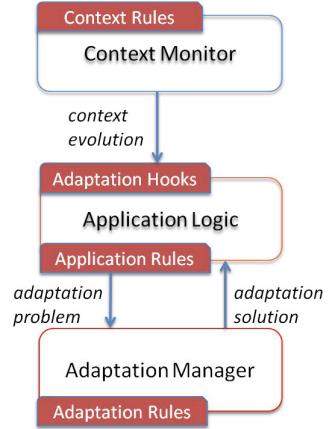 Context Rules
Context Monitor
context
evolution
Adaptation Hooks
Application Logic
Application Rules
adaptation
problem
adaptation
solution
Adaptation Manager
Adaptation Rules